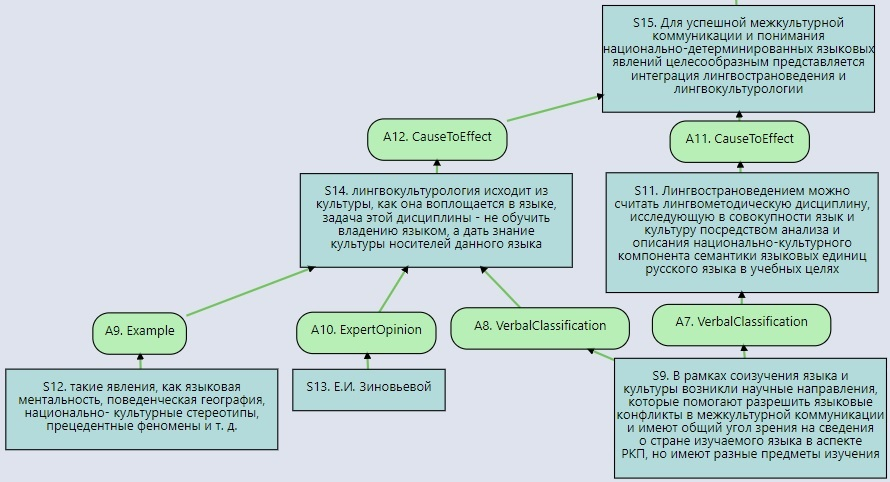 S15. Для успешной межкультурной
коммуникации и понимания
национально-детерминированных языковых
явлений целесообразным представляется
интеграция лингвострановедения и
лингвокультурологии
A12. CauseToEffect
A11. CauseToEffect
S14. лингвокультурология исходит из
культуры, как она воплощается в языке,
задача этой дисциплины - не обучить
владению языком, а дать знание
культуры носителей данного языка
S11. Лингвострановедением можно
считать лингвометодическую дисциплину,
исследующую в совокупности язык и
культуру посредством анализа и
описания национально-культурного
компонента семантики языковых единиц
русского языка в учебных целях
A9. Example
A10. ExpertOpinion
A8. VerbalClassification
A7. VerbalClassification
S12. такие явления, как языковая
ментальность, поведенческая география,
национально- культурные стереотипы,
прецедентные феномены и т. д.
S13. Е.И. Зиновьевой
S9. В рамках соизучения языка и
культуры возникли научные направления,
которые помогают разрешить языковые
конфликты в межкультурной коммуникации
и имеют общий угол зрения на сведения
о стране изучаемого языка в аспекте
РКП, но имеют разные предметы изучения